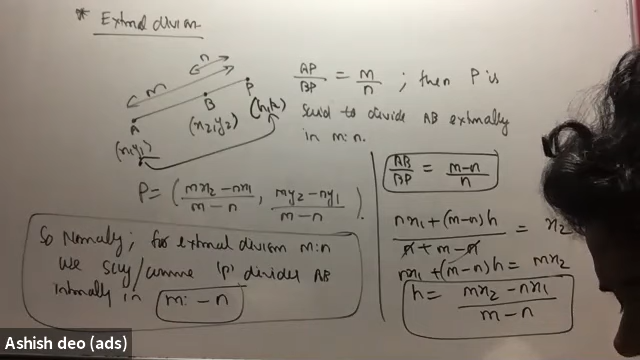 * External division
m
n
A
B
P
(x1, y1)
(x2, y2)
(h, k)
AP/BP = m/n ; then P is
said to divide AB externally
in m:n.
P = ( (mx2 - nx1)/(m - n) , (my2 - ny1)/(m - n) ).
So Normally; for external division m:n
we say/assume 'P' divides AB
internally in m: -n
AB/BP = (m-n)/n
(nx1 + (m-n)h)/(n + m - n) = x2
nx1 + (m-n)h = mx2
h = (mx2 - nx1)/(m - n)
Ashish deo (ads)